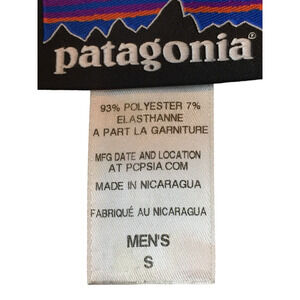 patagonia®
93% POLYESTER 7%
ELASTHANNE
A PART LA GARNITURE
MFG DATE AND LOCATION
AT PCPSIA.COM
MADE IN NICARAGUA
FABRIQUÉ AU NICARAGUA
MEN'S
S